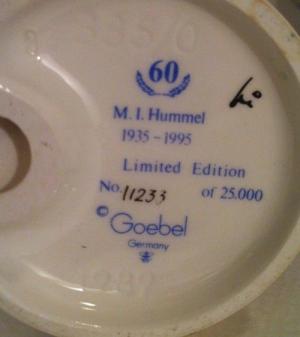 60
M. I. Hummel
1935 - 1995
Limited Edition
No. 11233 of 25.000
© Goebel
Germany